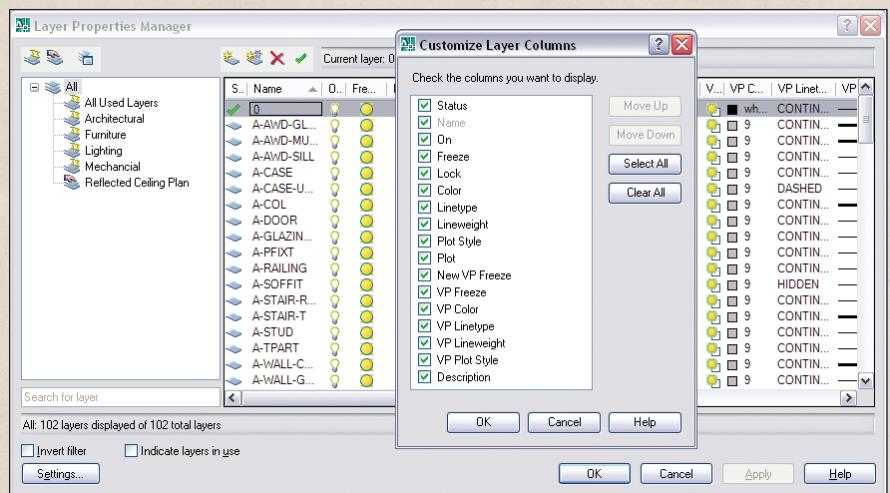 Layer Properties Manager
Current layer: 0
All
All Used Layers
Architectural
Furniture
Lighting
Mechancial
Reflected Ceiling Plan
Search for layer
S.. Name 0.. Fre...
0
A-AWD-GL...
A-AWD-MU...
A-AWD-SILL
A-CASE
A-CASE-U...
A-COL
A-DOOR
A-GLAZIN...
A-PFIXT
A-RAILING
A-SOFFIT
A-STAIR-R...
A-STAIR-T
A-STUD
A-TPART
A-WALL-C...
A-WALL-G...
Customize Layer Columns
Check the columns you want to display.
Status
Name
On
Freeze
Lock
Color
Linetype
Lineweight
Plot Style
Plot
New VP Freeze
VP Freeze
VP Color
VP Linetype
VP Lineweight
VP Plot Style
Description
Move Up
Move Down
Select All
Clear All
OK Cancel Help
V... VP C... VP Linet... VP
wh... CONTIN...
9 CONTIN...
9 CONTIN...
9 CONTIN...
9 CONTIN...
9 DASHED
9 CONTIN...
9 CONTIN...
9 CONTIN...
9 CONTIN...
9 CONTIN...
9 HIDDEN
9 CONTIN...
9 CONTIN...
9 CONTIN...
9 CONTIN...
9 CONTIN...
9 CONTIN...
All: 102 layers displayed of 102 total layers
Invert filter Indicate layers in use
Settings... OK Cancel Apply Help